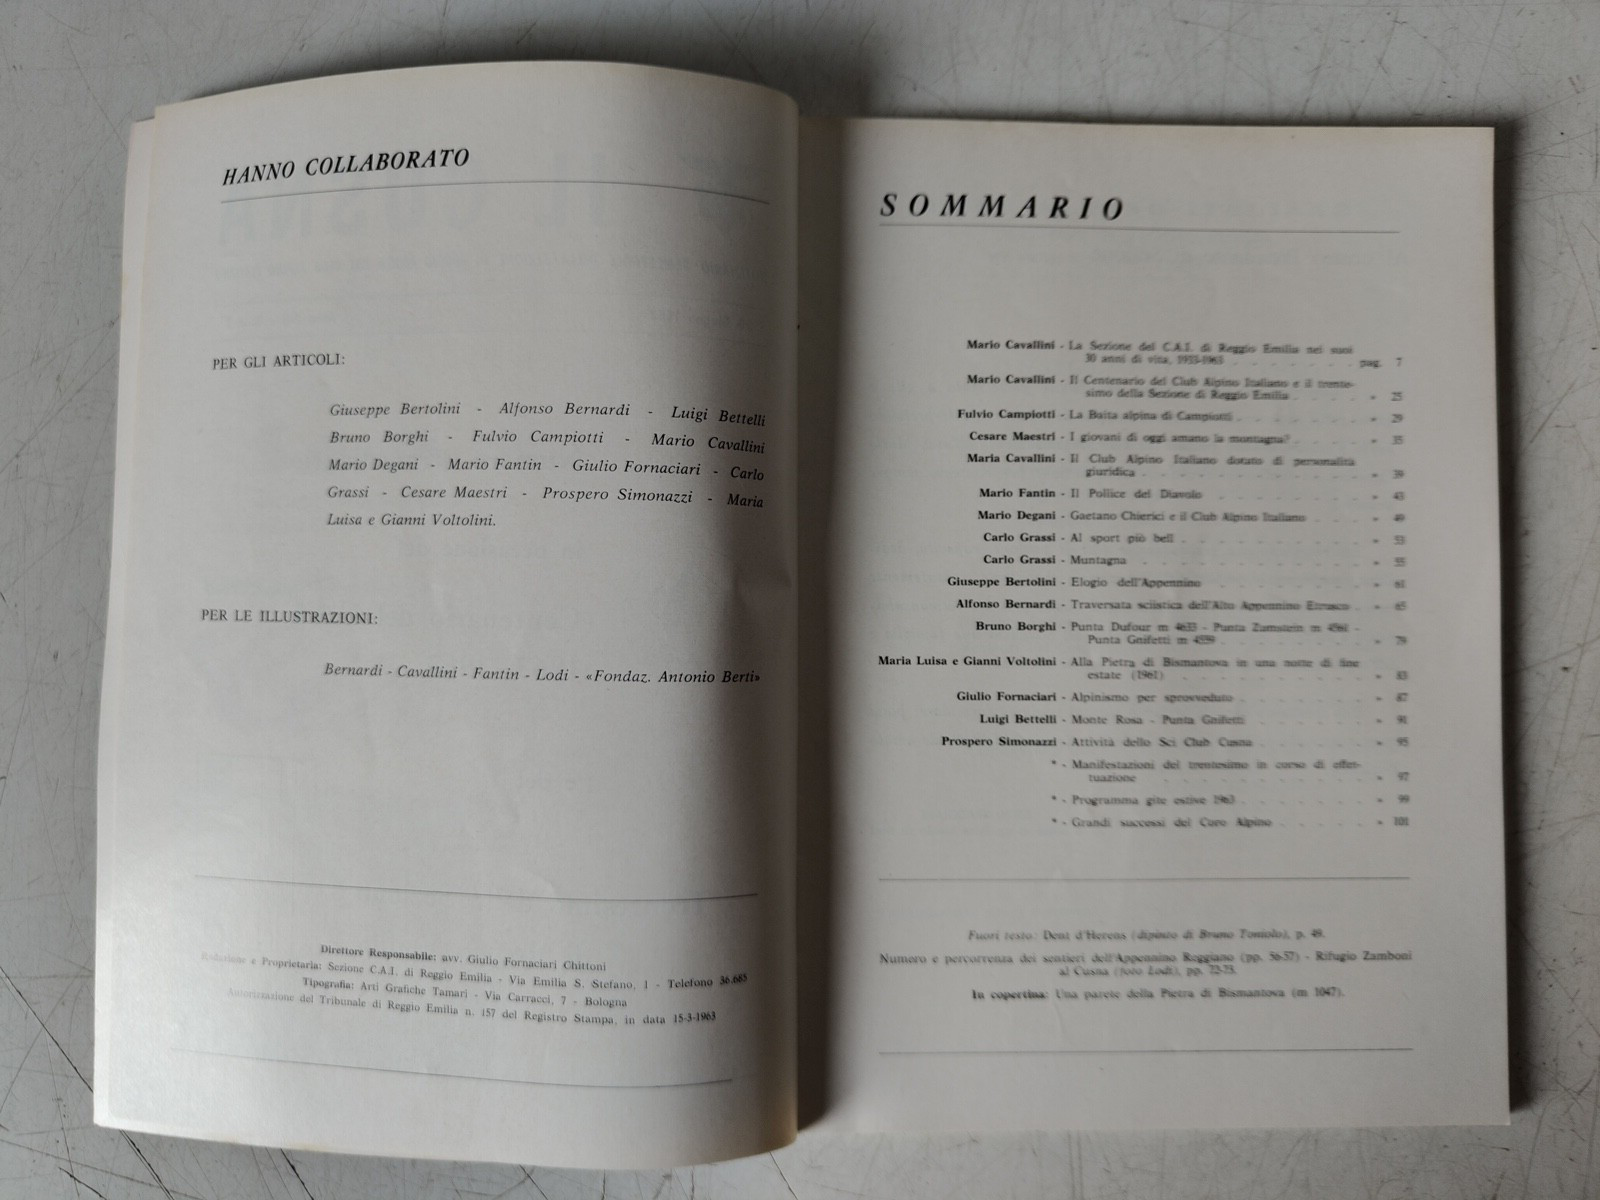 HANNO COLLABORATO
PER GLI ARTICOLI:
Giuseppe Bertolini - Alfonso Bernardi - Luigi Bettelli
Bruno Borghi - Fulvio Campiotti - Mario Cavallini
Mario Degani - Mario Fantin - Giulio Fornaciari - Carlo
Grassi - Cesare Maestri - Prospero Simonazzi - Maria
Luisa e Gianni Voltolini.
PER LE ILLUSTRAZIONI:
Bernardi - Cavallini - Fantin - Lodi - «Fondaz. Antonio Berti»
Direttore Responsabile: avv. Giulio Fornaciari Chittoni
Redazione e Proprietaria: Sezione C.A.I. di Reggio Emilia - Via Emilia S. Stefano, 1 - Telefono 36.685
Tipografia: Arti Grafiche Tamari - Via Carracci, 7 - Bologna
Autorizzazione del Tribunale di Reggio Emilia n. 157 del Registro Stampa, in data 15-3-1963
SOMMARIO
Mario Cavallini - La Sezione del C.A.I. di Reggio Emilia nei suoi
30 anni di vita, 1933-1963 . . . . . . . pag. 7
Mario Cavallini - Il Centenario del Club Alpino Italiano e il trente-
simo della Sezione di Reggio Emilia . . . . . » 25
Fulvio Campiotti - La Baita alpina di Campiotti . . . . . . . » 29
Cesare Maestri - I giovani di oggi amano la montagna? . . . . » 35
Maria Cavallini - Il Club Alpino Italiano dotato di personalità
giuridica . . . . . . . . . . . » 39
Mario Fantin - Il Pollice del Diavolo . . . . . . . . » 43
Mario Degani - Gaetano Chierici e il Club Alpino Italiano . . . » 49
Carlo Grassi - Al sport piò bell . . . . . . . . . » 53
Carlo Grassi - Muntagna . . . . . . . . . . » 55
Giuseppe Bertolini - Elogio dell'Appennino . . . . . . . . » 61
Alfonso Bernardi - Traversata sciistica dell'Alto Appennino Etrusco . » 65
Bruno Borghi - Punta Dufour m 4633 - Punta Zumstein m 4561 -
Punta Gnifetti m 4559 . . . . . . . . » 79
Maria Luisa e Gianni Voltolini - Alla Pietra di Bismantova in una notte di fine
estate (1961) . . . . . . . . . . » 83
Giulio Fornaciari - Alpinismo per sprovveduto . . . . . . . » 87
Luigi Bettelli - Monte Rosa - Punta Gnifetti . . . . . . » 91
Prospero Simonazzi - Attività dello Sci Club Cusna . . . . . . » 95
* - Manifestazioni del trentesimo in corso di effet-
tuazione . . . . . . . . . . » 97
* - Programma gite estive 1963 . . . . . . . » 99
* - Grandi successi del Coro Alpino . . . . . . » 101
Fuori testo: Dent d'Herens (dipinto di Bruno Toniolo), p. 49.
Numero e percorrenza dei sentieri dell'Appennino Reggiano (pp. 56-57) - Rifugio Zamboni
al Cusna (foto Lodi), pp. 72-73.
In copertina: Una parete della Pietra di Bismantova (m 1047).